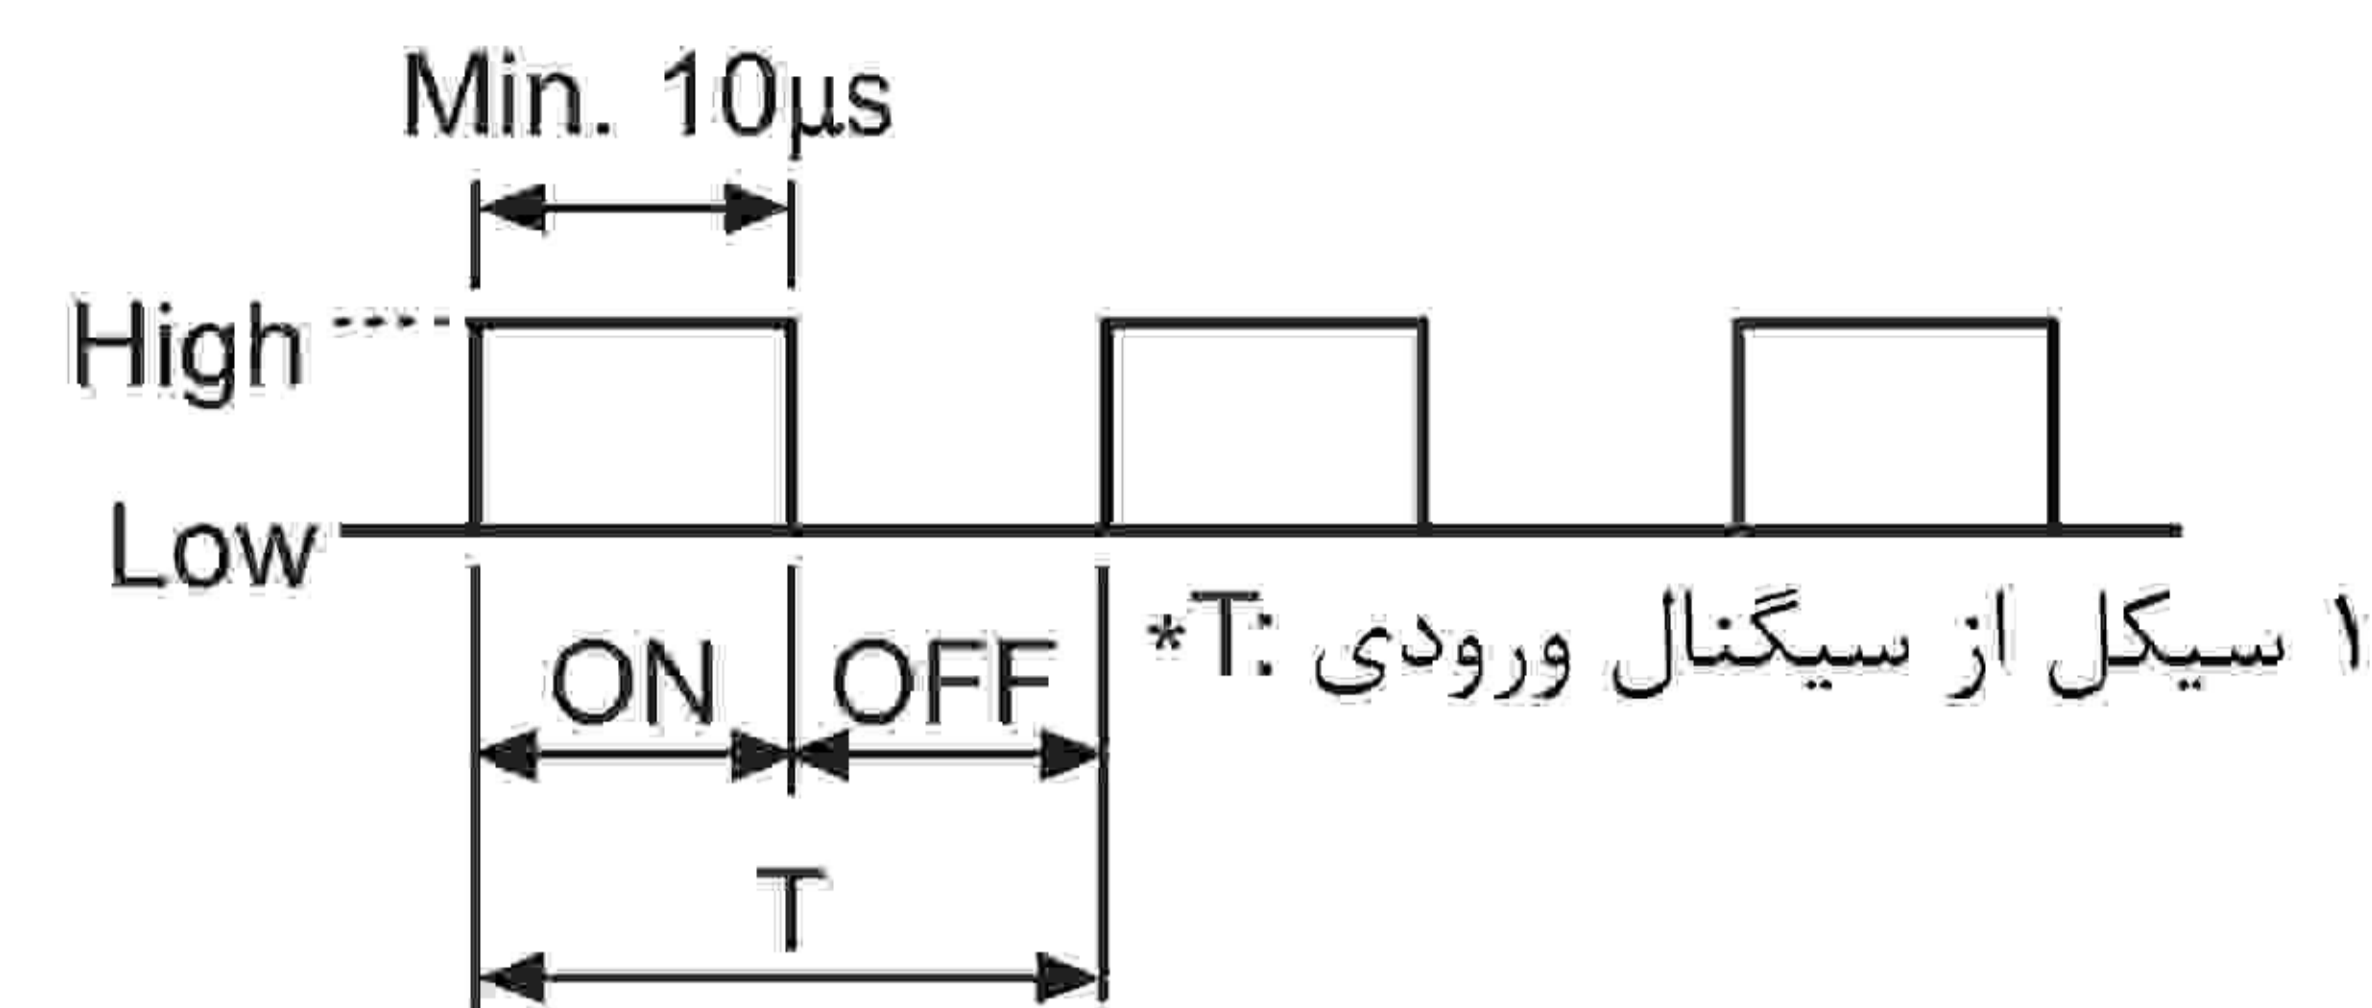 Min. 10µs
High
Low
ON OFF
*T: ۱ سیکل از سیگنال ورودی
T